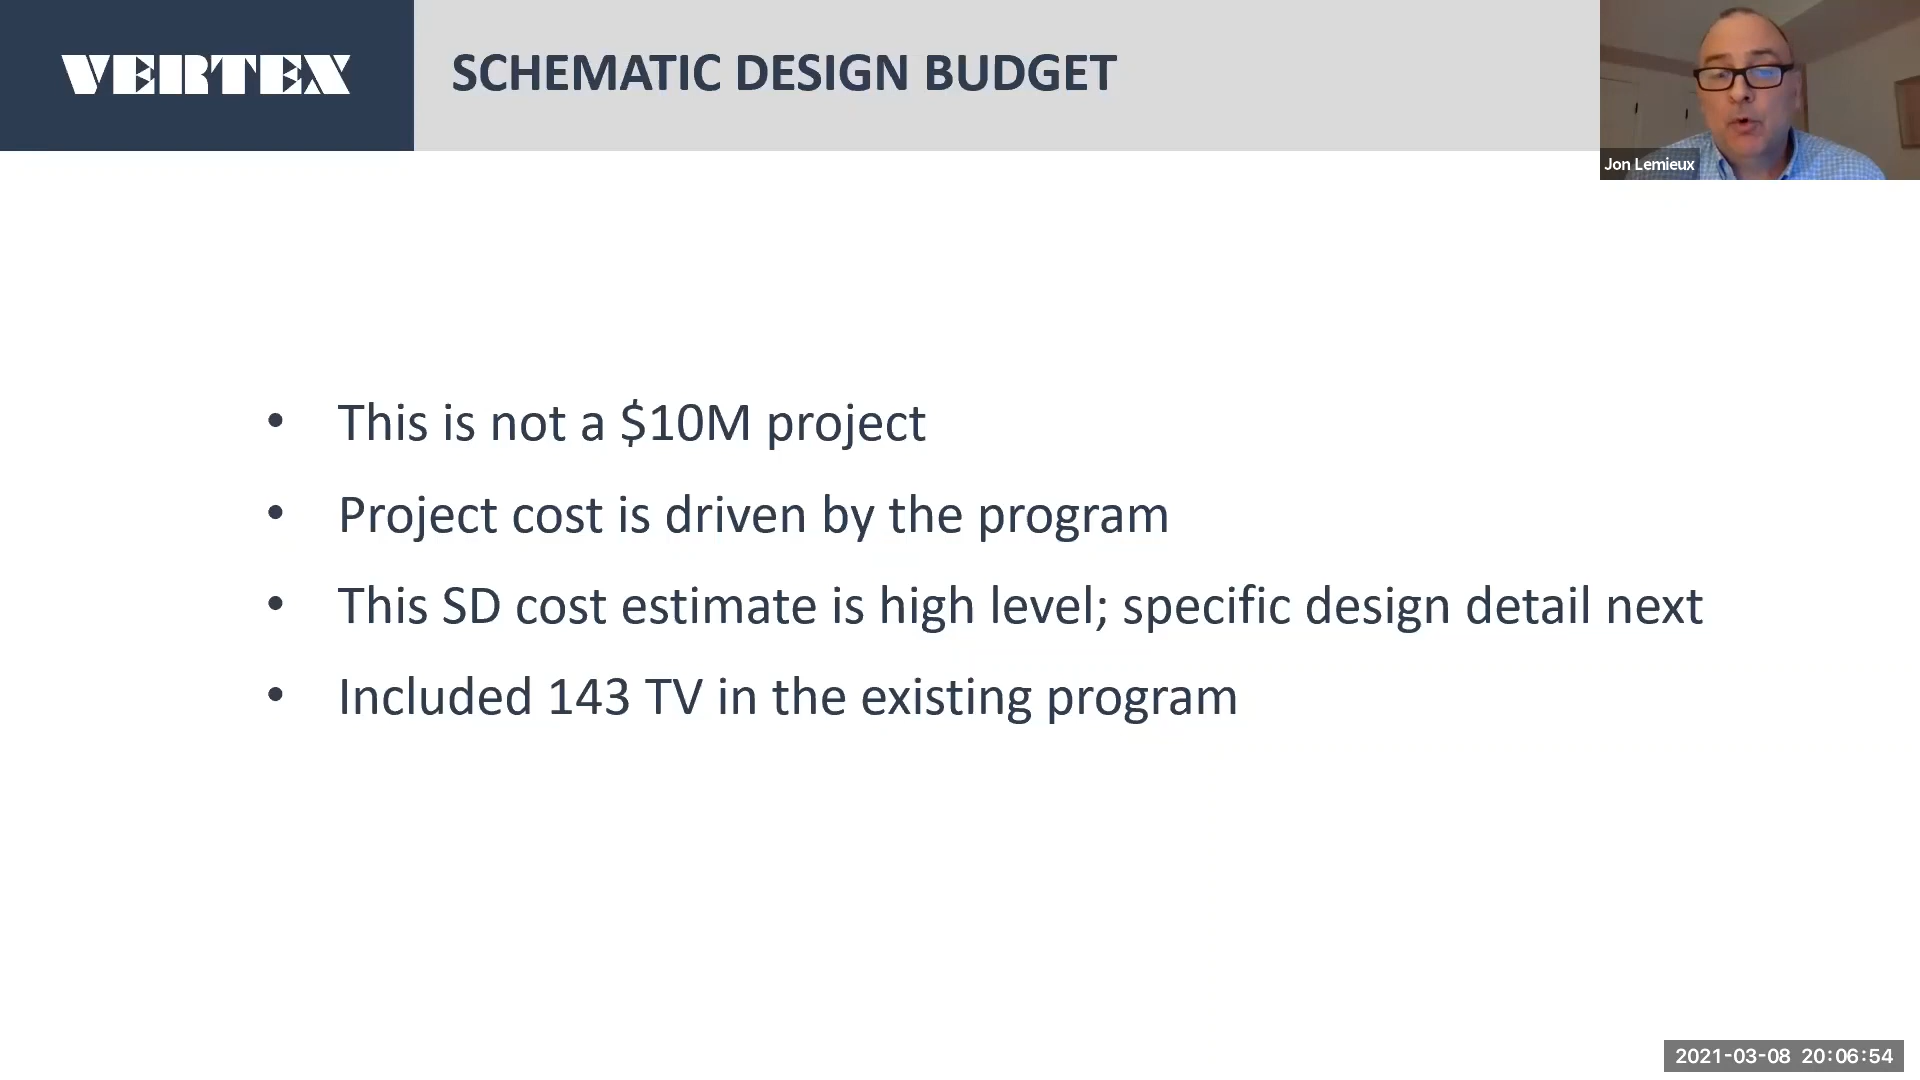 VERTEX
SCHEMATIC DESIGN BUDGET
Jon Lemieux
• This is not a $10M project
• Project cost is driven by the program
• This SD cost estimate is high level; specific design detail next
• Included 143 TV in the existing program
2021-03-08 20:06:54